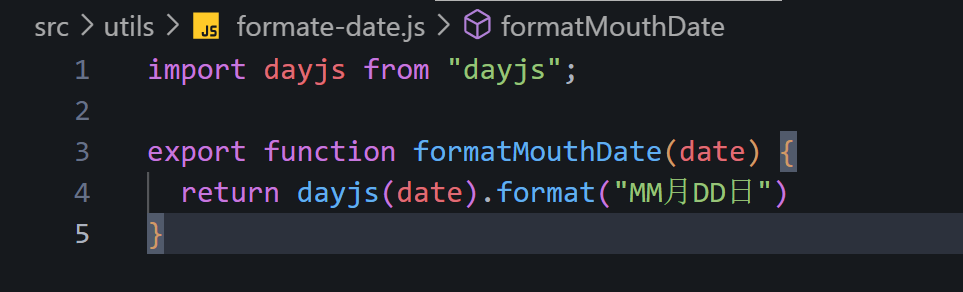 src > utils > JS formate-date.js > formatMouthDate
1 import dayjs from "dayjs";
2
3 export function formatMouthDate(date) {
4 return dayjs(date).format("MM月DD日")
5 }